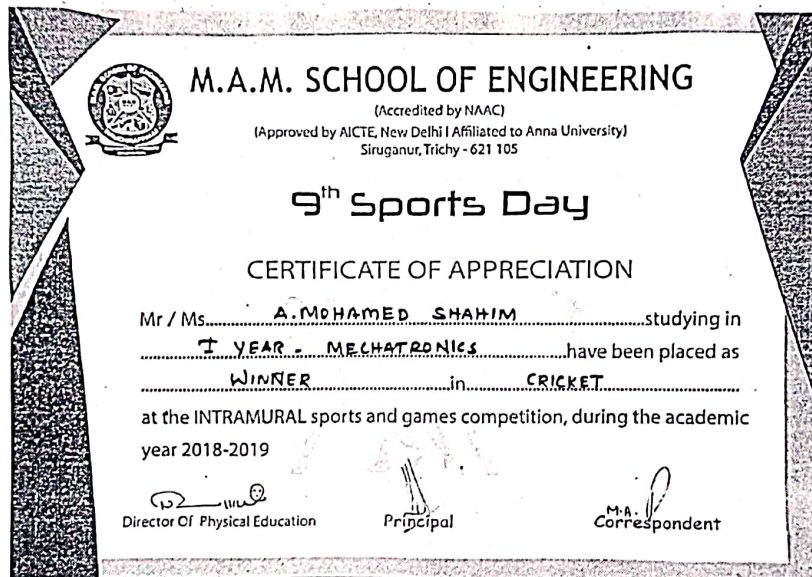 M.A.M. SCHOOL OF ENGINEERING
(Accredited by NAAC)
(Approved by AICTE, New Delhi | Affiliated to Anna University)
Siruganur, Trichy - 621 105
9th Sports Day
CERTIFICATE OF APPRECIATION
Mr / Ms. A. MOHAMED SHAHIM studying in
I YEAR - MECHATRONICS have been placed as
WINNER in CRICKET
at the INTRAMURAL sports and games competition, during the academic
year 2018-2019
Director Of Physical Education Principal M.A. Correspondent